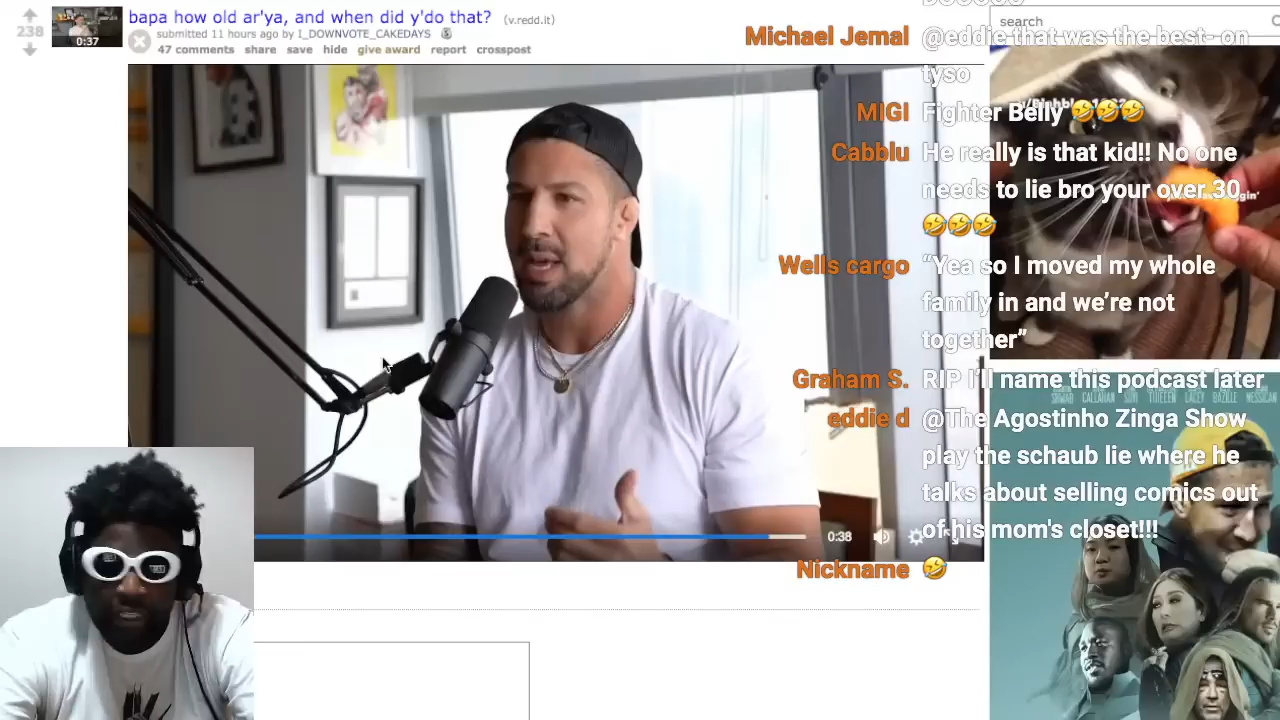 238
0:37
bapa how old ar'ya, and when did y'do that? (v.redd.it)
submitted 11 hours ago by I_DOWNVOTE_CAKEDAYS
47 comments share save hide give award report crosspost
search
Michael Jemal @eddie that was the best- on
tyso
MIGI Fighter Belly 🤣🤣🤣
Cabblu He really is that kid!! No one
needs to lie bro your over 30
🤣🤣🤣
Wells cargo “Yea so I moved my whole
family in and we’re not
together”
Graham S. RIP I’ll name this podcast later
eddie d @The Agostinho Zinga Show
play the schaub lie where he
talks about selling comics out
of his mom's closet!!!
Nickname 🤣
0:38
CALLAHAN